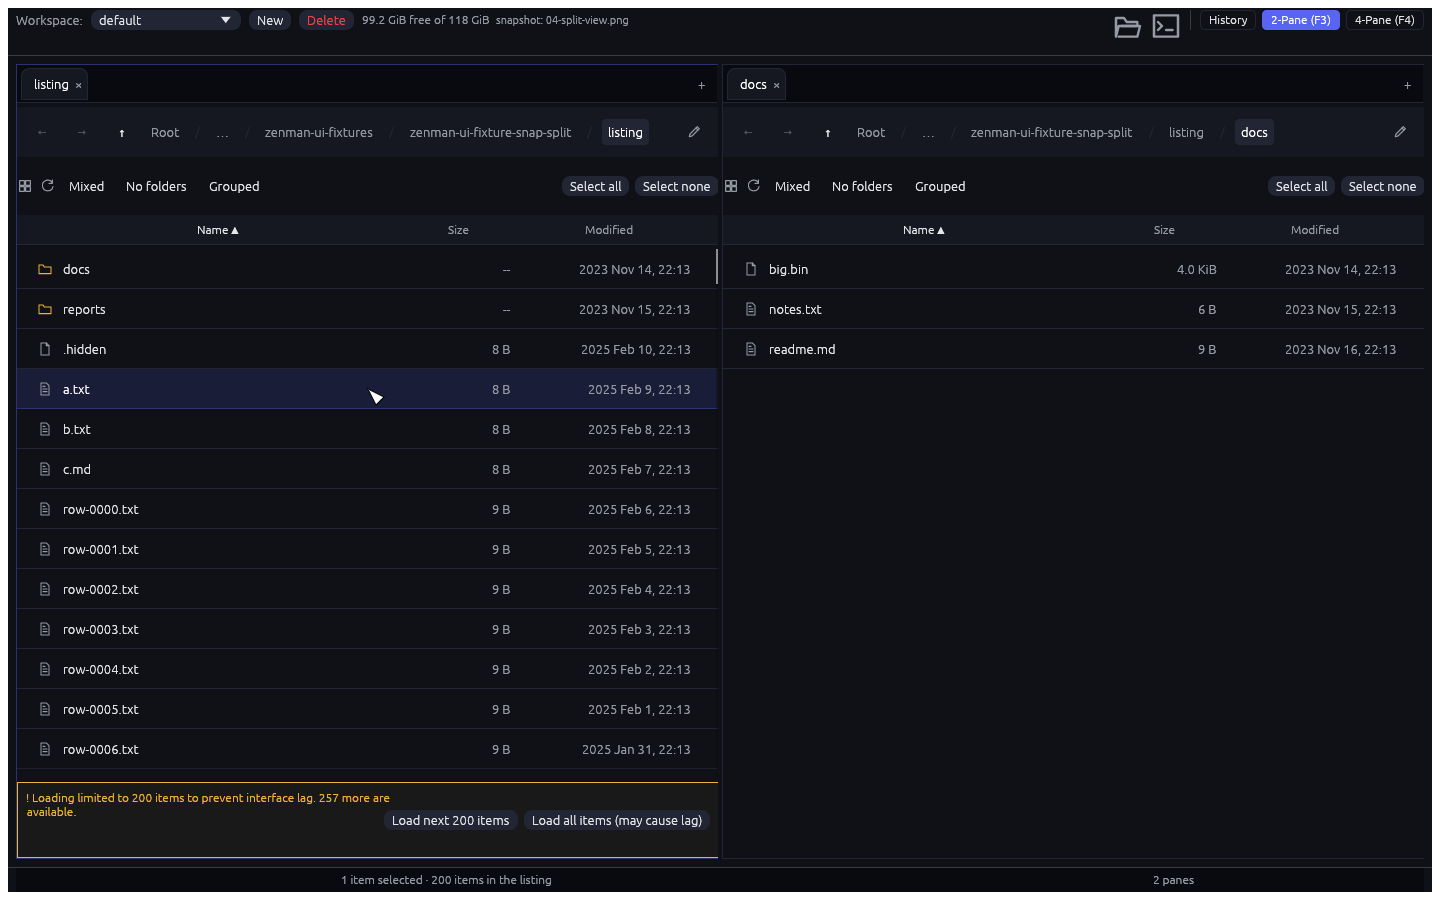 Workspace: default New Delete 99.2 GiB free of 118 GiB snapshot: 04-split-view.png History 2-Pane (F3) 4-Pane (F4)
listing × +
← → ↑ Root / … / zenman-ui-fixtures / zenman-ui-fixture-snap-split / listing
Mixed No folders Grouped Select all Select none
Name ▲ Size Modified
docs -- 2023 Nov 14, 22:13
reports -- 2023 Nov 15, 22:13
.hidden 8 B 2025 Feb 10, 22:13
a.txt 8 B 2025 Feb 9, 22:13
b.txt 8 B 2025 Feb 8, 22:13
c.md 8 B 2025 Feb 7, 22:13
row-0000.txt 9 B 2025 Feb 6, 22:13
row-0001.txt 9 B 2025 Feb 5, 22:13
row-0002.txt 9 B 2025 Feb 4, 22:13
row-0003.txt 9 B 2025 Feb 3, 22:13
row-0004.txt 9 B 2025 Feb 2, 22:13
row-0005.txt 9 B 2025 Feb 1, 22:13
row-0006.txt 9 B 2025 Jan 31, 22:13
! Loading limited to 200 items to prevent interface lag. 257 more are
available.
Load next 200 items Load all items (may cause lag)
docs × +
← → ↑ Root / … / zenman-ui-fixture-snap-split / listing / docs
Mixed No folders Grouped Select all Select none
Name ▲ Size Modified
big.bin 4.0 KiB 2023 Nov 14, 22:13
notes.txt 6 B 2023 Nov 15, 22:13
readme.md 9 B 2023 Nov 16, 22:13
1 item selected · 200 items in the listing 2 panes